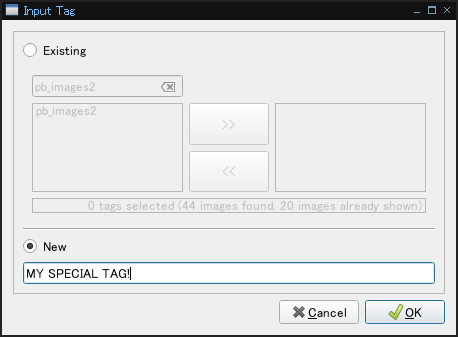 Input Tag
Existing
pb_images2
pb_images2
>>
<<
0 tags selected (44 images found, 20 images already shown)
New
MY SPECIAL TAG!
Cancel
OK